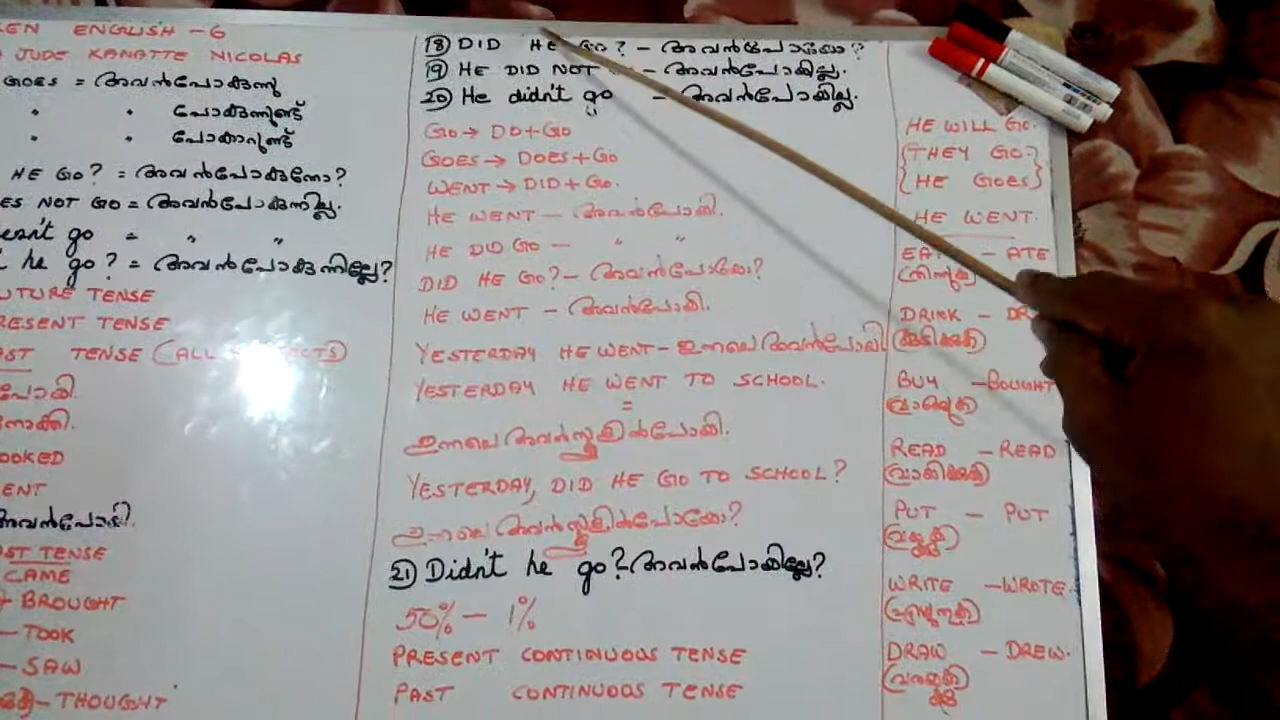 EN ENGLISH - 6
JUDE KANATTE NICOLAS
GOES = അവൻപോകുന്നു
" " പോകുന്നുണ്ട്
" " പോകാറുണ്ട്
HE GO? = അവൻപോകുന്നോ?
ES NOT GO = അവൻപോകുന്നില്ല.
esn't go = " "
he go? = അവൻപോകുന്നില്ലേ?
UTURE TENSE
RESENT TENSE
AST TENSE (ALL
പോകി.
നോക്കി.
OOKED
ENT
ST TENSE
CAME
BROUGHT
- TOOK
- SAW
- THOUGHT
18 DID HE GO? - അവൻപോയോ?
19 HE DID NOT - അവൻപോയില്ല.
20 He didn't go - അവൻപോയില്ല.
GO → DO+GO
GOES → DOES+GO
WENT → DID+GO.
HE WENT - അവൻപോകി.
HE DID GO - " "
DID HE GO? - അവൻപോയോ?
HE WENT - അവൻപോകി.
YESTERDAY HE WENT - ഇന്നലെ അവൻപോകി
YESTERDAY HE WENT TO SCHOOL.
=
ഇന്നലെ അവൻസ്കൂളിൽപോകി.
YESTERDAY, DID HE GO TO SCHOOL?
ഇന്നലെ അവൻസ്കൂളിൽപോയോ?
21 Didn't he go? അവൻപോയില്ലേ?
50% - 1%
PRESENT CONTINUOUS TENSE
PAST CONTINUOUS TENSE
HE WILL GO.
{THEY GO}
{HE GOES}
HE WENT.
EAT - ATE
(തിന്നുക)
DRINK - DR
(കുടിക്കുക)
BUY - BOUGHT
(വാങ്ങുക)
READ - READ
(വായിക്കുക)
PUT - PUT
WRITE - WROTE.
(എഴുതുക)
DRAW - DREW.
(വരയ്ക്കുക)